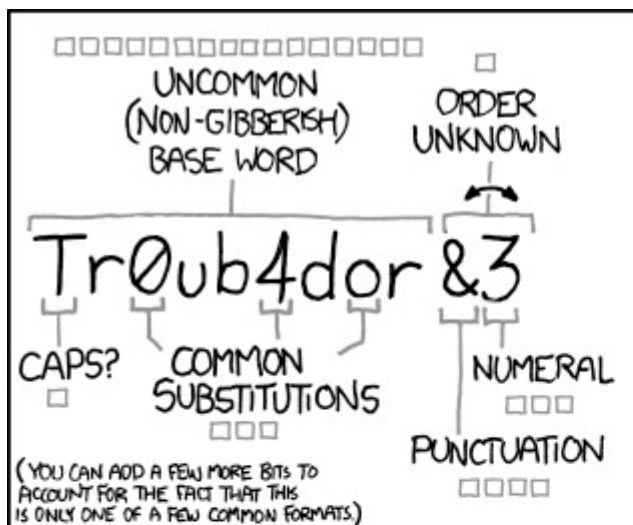 UNCOMMON
(NON-GIBBERISH)
BASE WORD
ORDER
UNKNOWN
Tr0ub4dor &3
CAPS?
COMMON
SUBSTITUTIONS
NUMERAL
PUNCTUATION
(YOU CAN ADD A FEW MORE BITS TO
ACCOUNT FOR THE FACT THAT THIS
IS ONLY ONE OF A FEW COMMON FORMATS.)